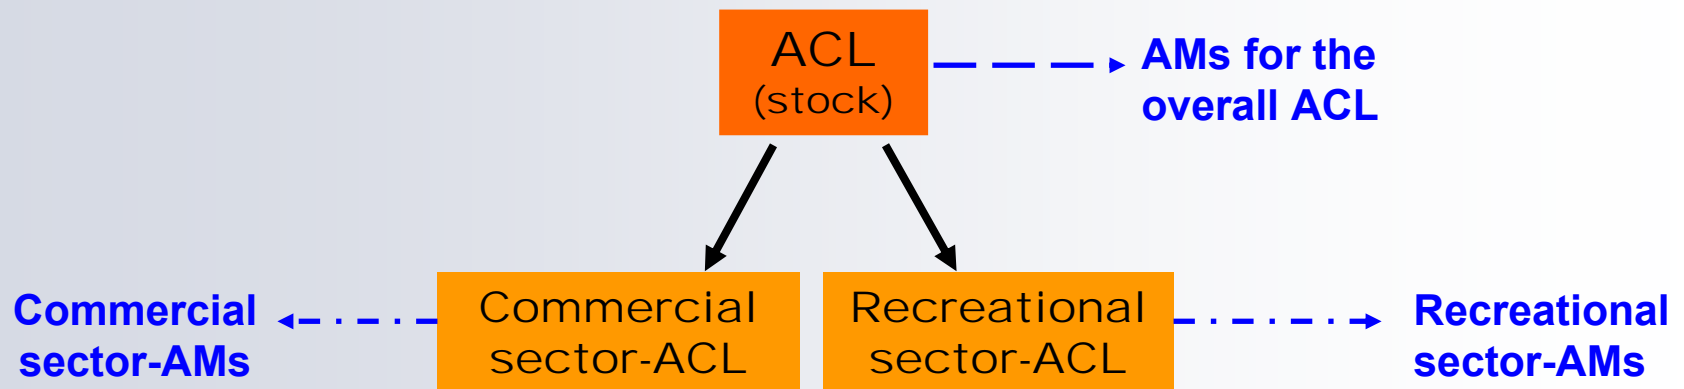 ACL
(stock)
AMs for the
overall ACL
Commercial
sector-AMs
Commercial
sector-ACL
Recreational
sector-ACL
Recreational
sector-AMs